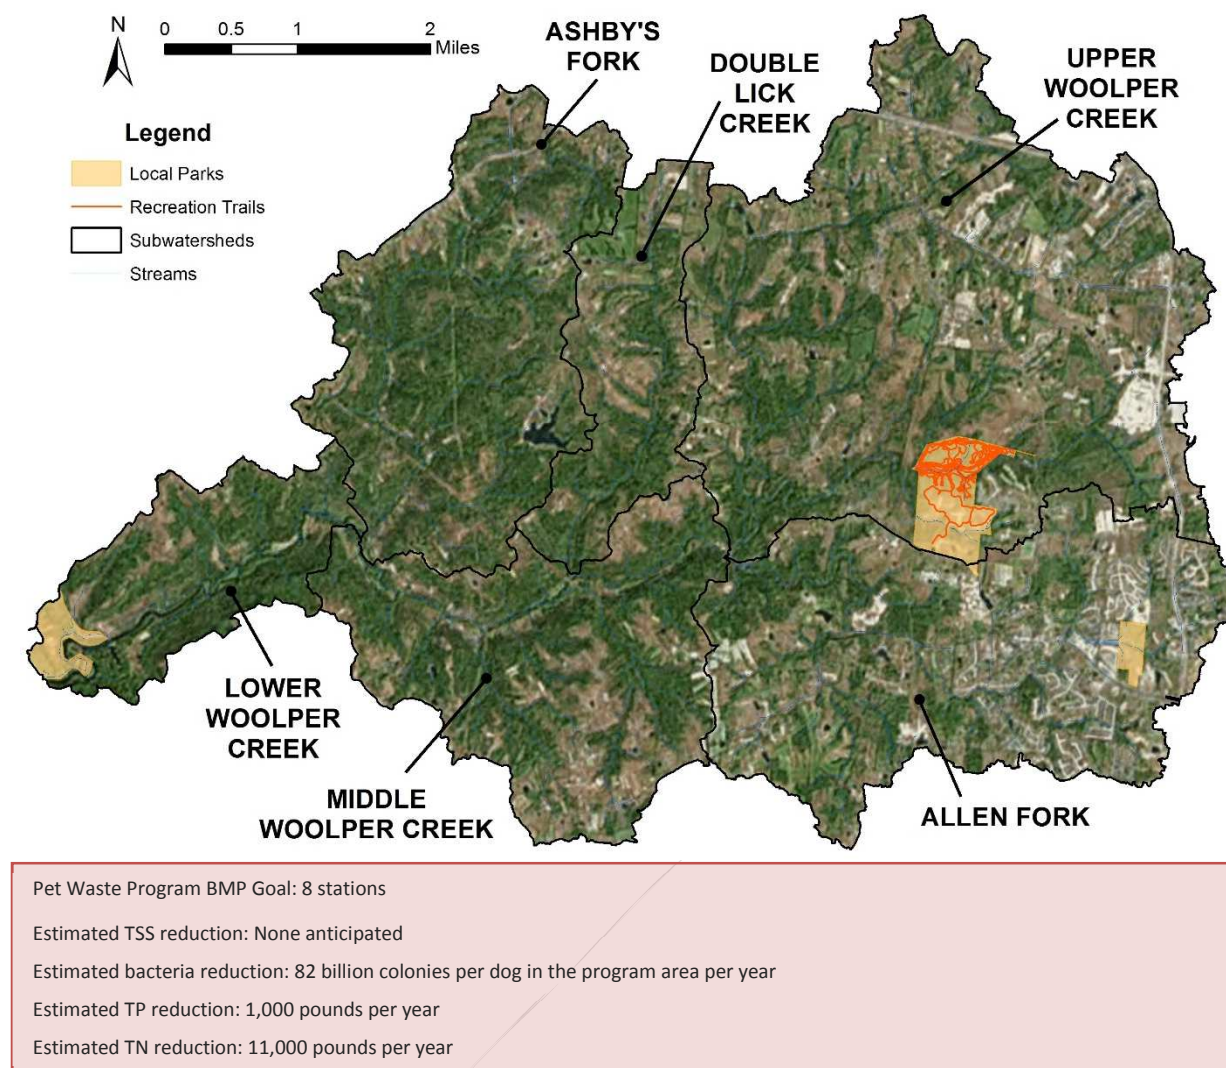 N
0 0.5 1 2
Miles
ASHBY'S
FORK
DOUBLE
LICK
CREEK
UPPER
WOOLPER
CREEK
Legend
Local Parks
Recreation Trails
Subwatersheds
Streams
LOWER
WOOLPER
CREEK
MIDDLE
WOOLPER CREEK
ALLEN FORK
Pet Waste Program BMP Goal: 8 stations
Estimated TSS reduction: None anticipated
Estimated bacteria reduction: 82 billion colonies per dog in the program area per year
Estimated TP reduction: 1,000 pounds per year
Estimated TN reduction: 11,000 pounds per year